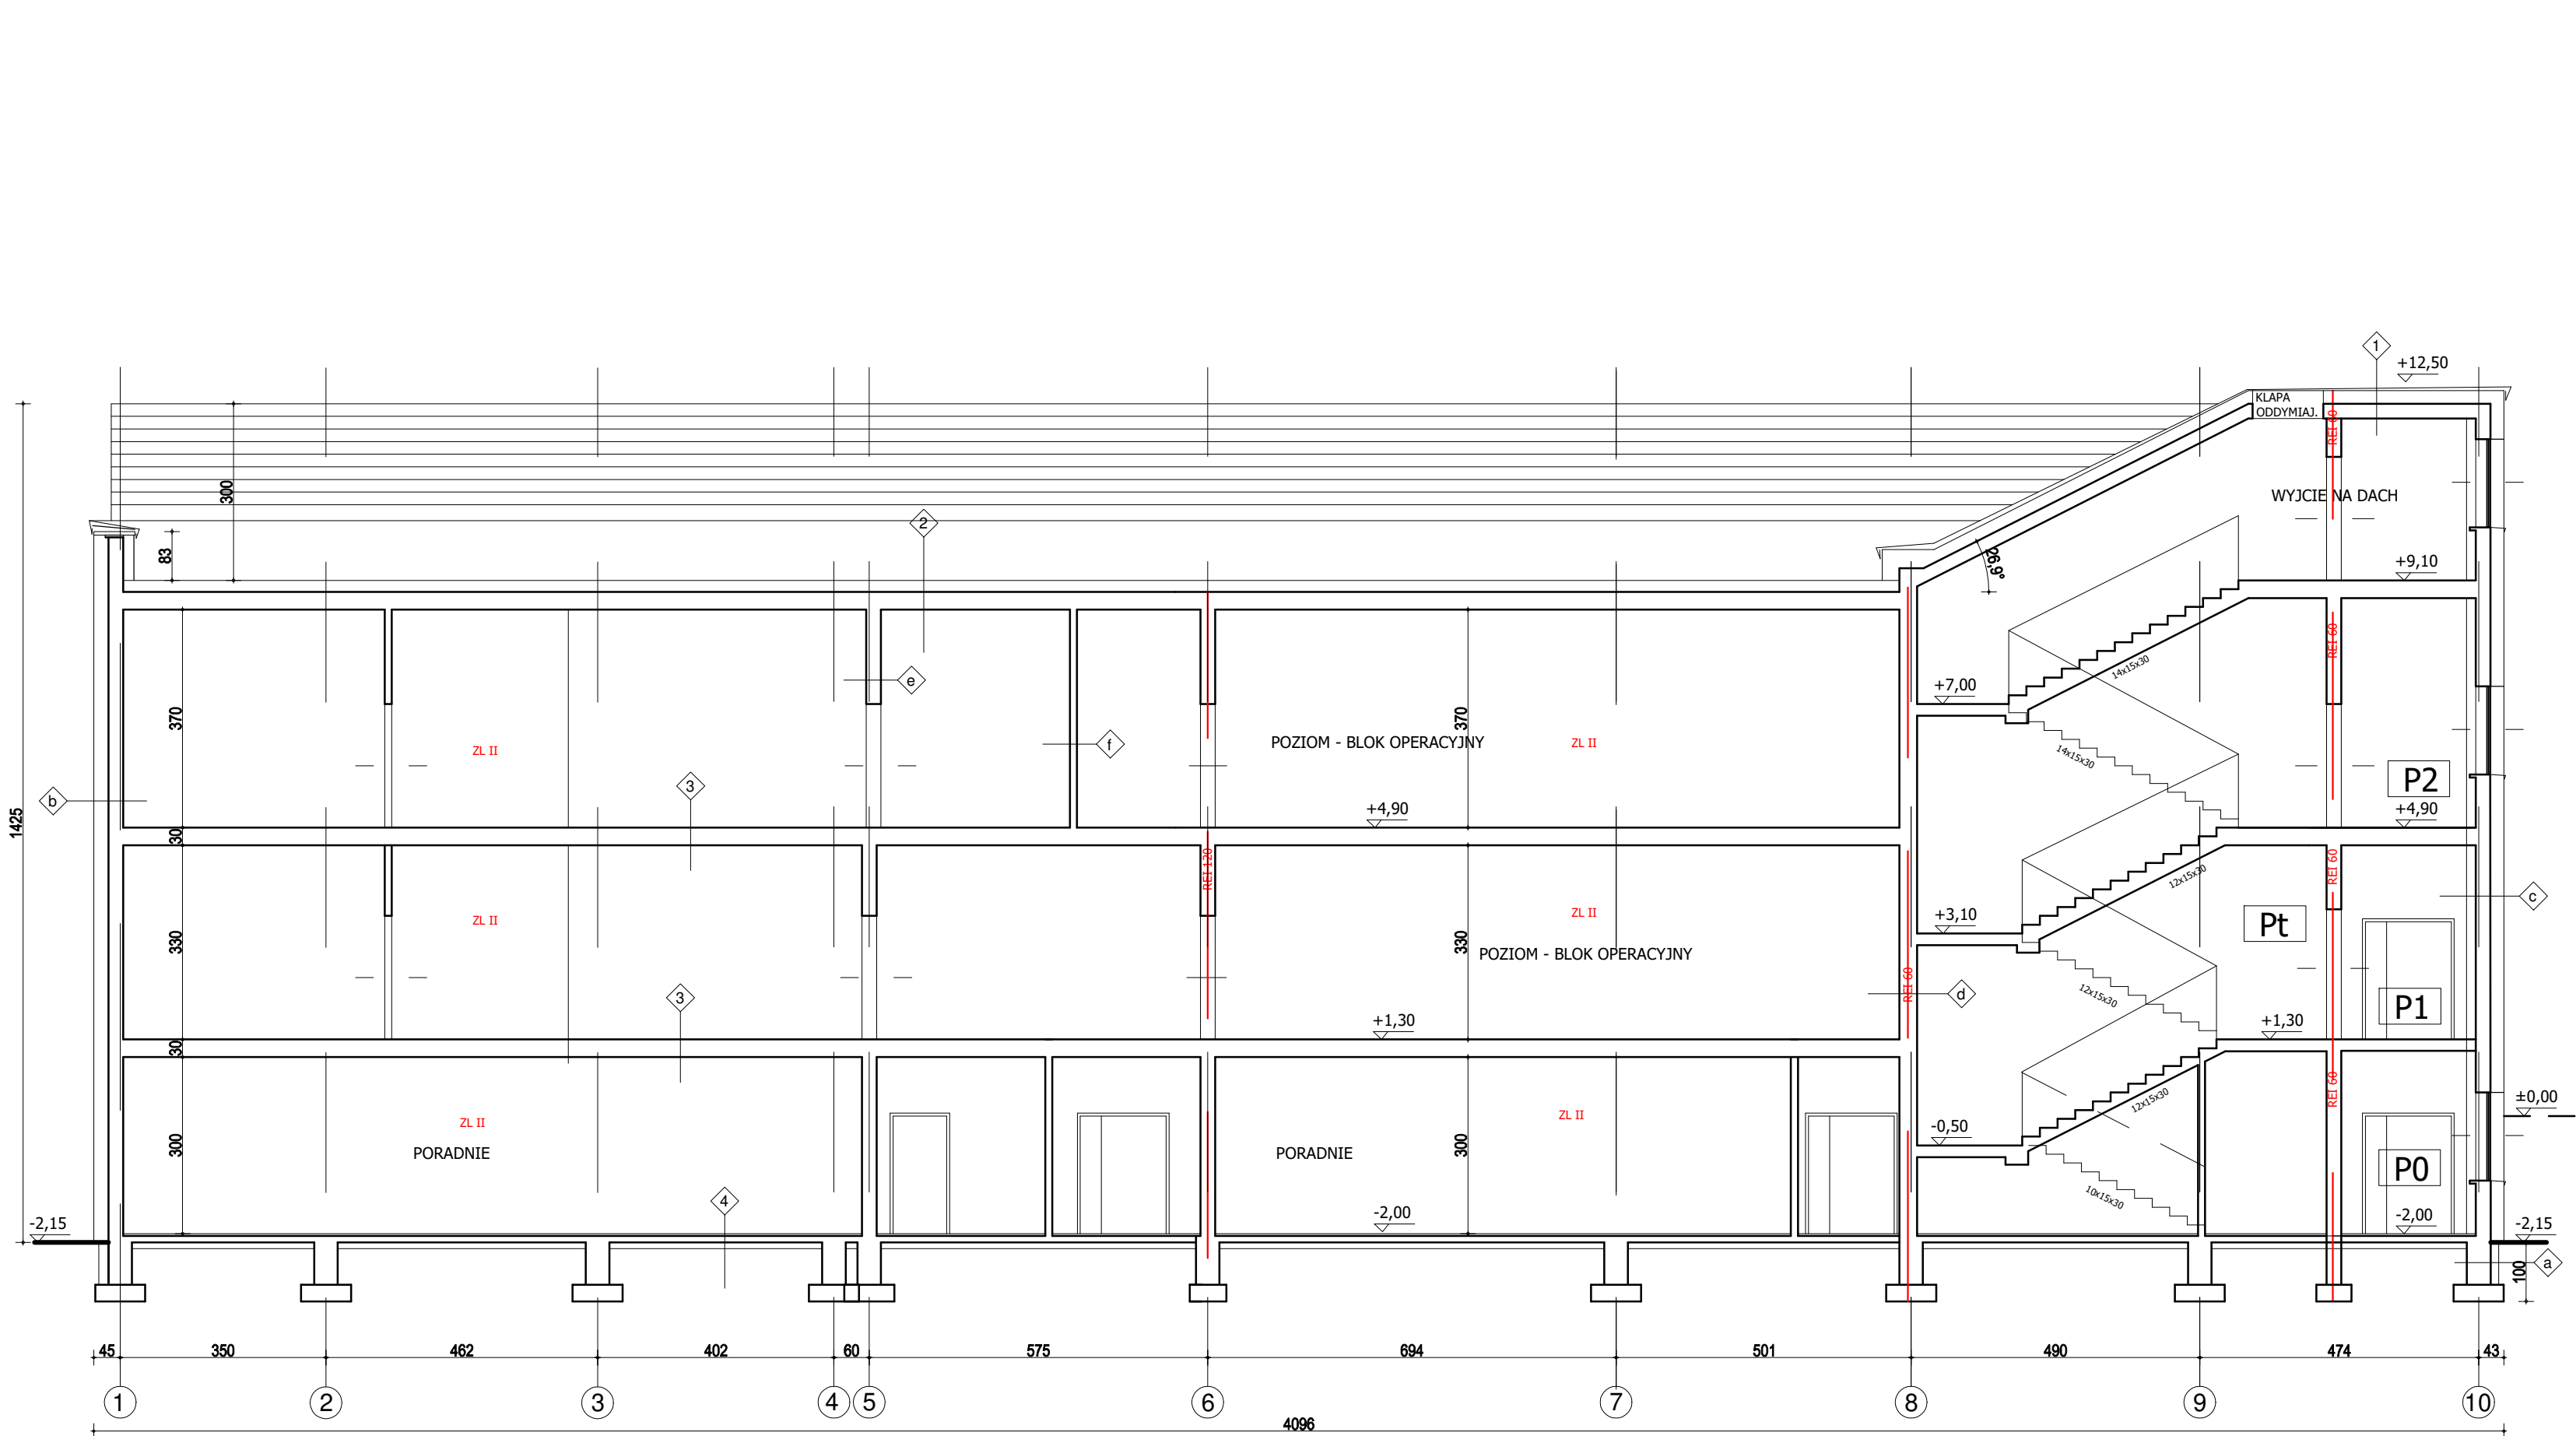 1
+12,50
KLAPA
ODDYMIAJ.
REI 60
300
WYJCIE NA DACH
2
83
26,9°
+9,10
REI 60
14x15x30
e
+7,00
370
370
ZL II
POZIOM - BLOK OPERACYJNY
ZL II
f
14x15x30
3
P2
b
1425
+4,90
+4,90
30
REI 120
REI 60
12x15x30
c
ZL II
ZL II
+3,10
Pt
330
330
POZIOM - BLOK OPERACYJNY
REI 60
d
12x15x30
3
P1
+1,30
+1,30
30
REI 60
12x15x30
±0,00
ZL II
ZL II
-0,50
300
PORADNIE
PORADNIE
300
P0
4
10x15x30
-2,15
-2,00
-2,00
-2,15
a
100
45
350
462
402
60
575
694
501
490
474
43
1
2
3
4
5
6
7
8
9
10
4096